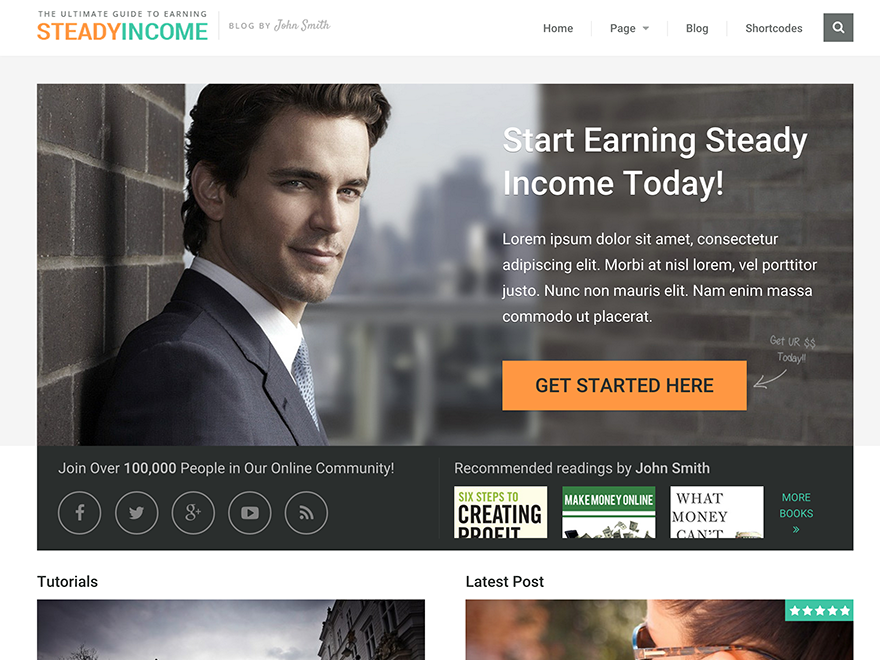 THE ULTIMATE GUIDE TO EARNING
STEADYINCOME
BLOG BY John Smith
Home
Page
Blog
Shortcodes
Start Earning Steady
Income Today!
Lorem ipsum dolor sit amet, consectetur
adipiscing elit. Morbi at nisl lorem, vel porttitor
justo. Nunc non mauris elit. Nam enim massa
commodo ut placerat.
Get UR $$
Today!!
GET STARTED HERE
Join Over 100,000 People in Our Online Community!
Recommended readings by John Smith
SIX STEPS TO
CREATING
PROFIT
MAKE MONEY ONLINE
WHAT
MONEY
CAN'T
MORE
BOOKS
»
Tutorials
Latest Post